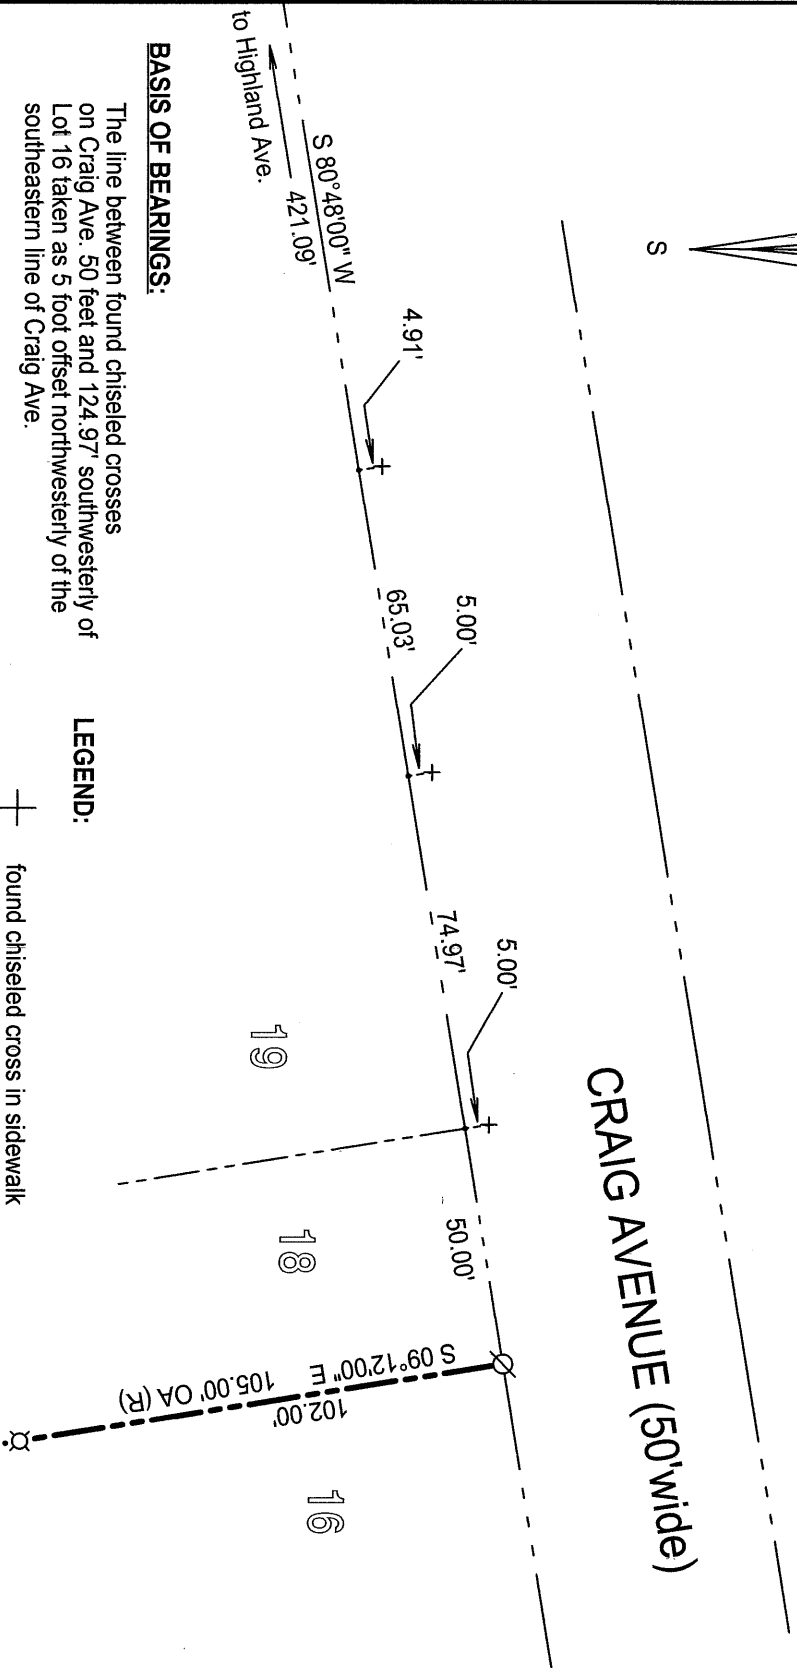 S
CRAIG AVENUE (50'wide)
4.91'
5.00'
5.00'
S 80°48'00" W
421.09'
to Highland Ave.
65.03'
74.97'
50.00'
19
18
16
S 09°12'00" E
105.00' OA (R)
102.00'
BASIS OF BEARINGS:
The line between found chiseled crosses
on Craig Ave. 50 feet and 124.97' southwesterly of
Lot 16 taken as 5 foot offset northwesterly of the
southeastern line of Craig Ave.
LEGEND:
found chiseled cross in sidewalk